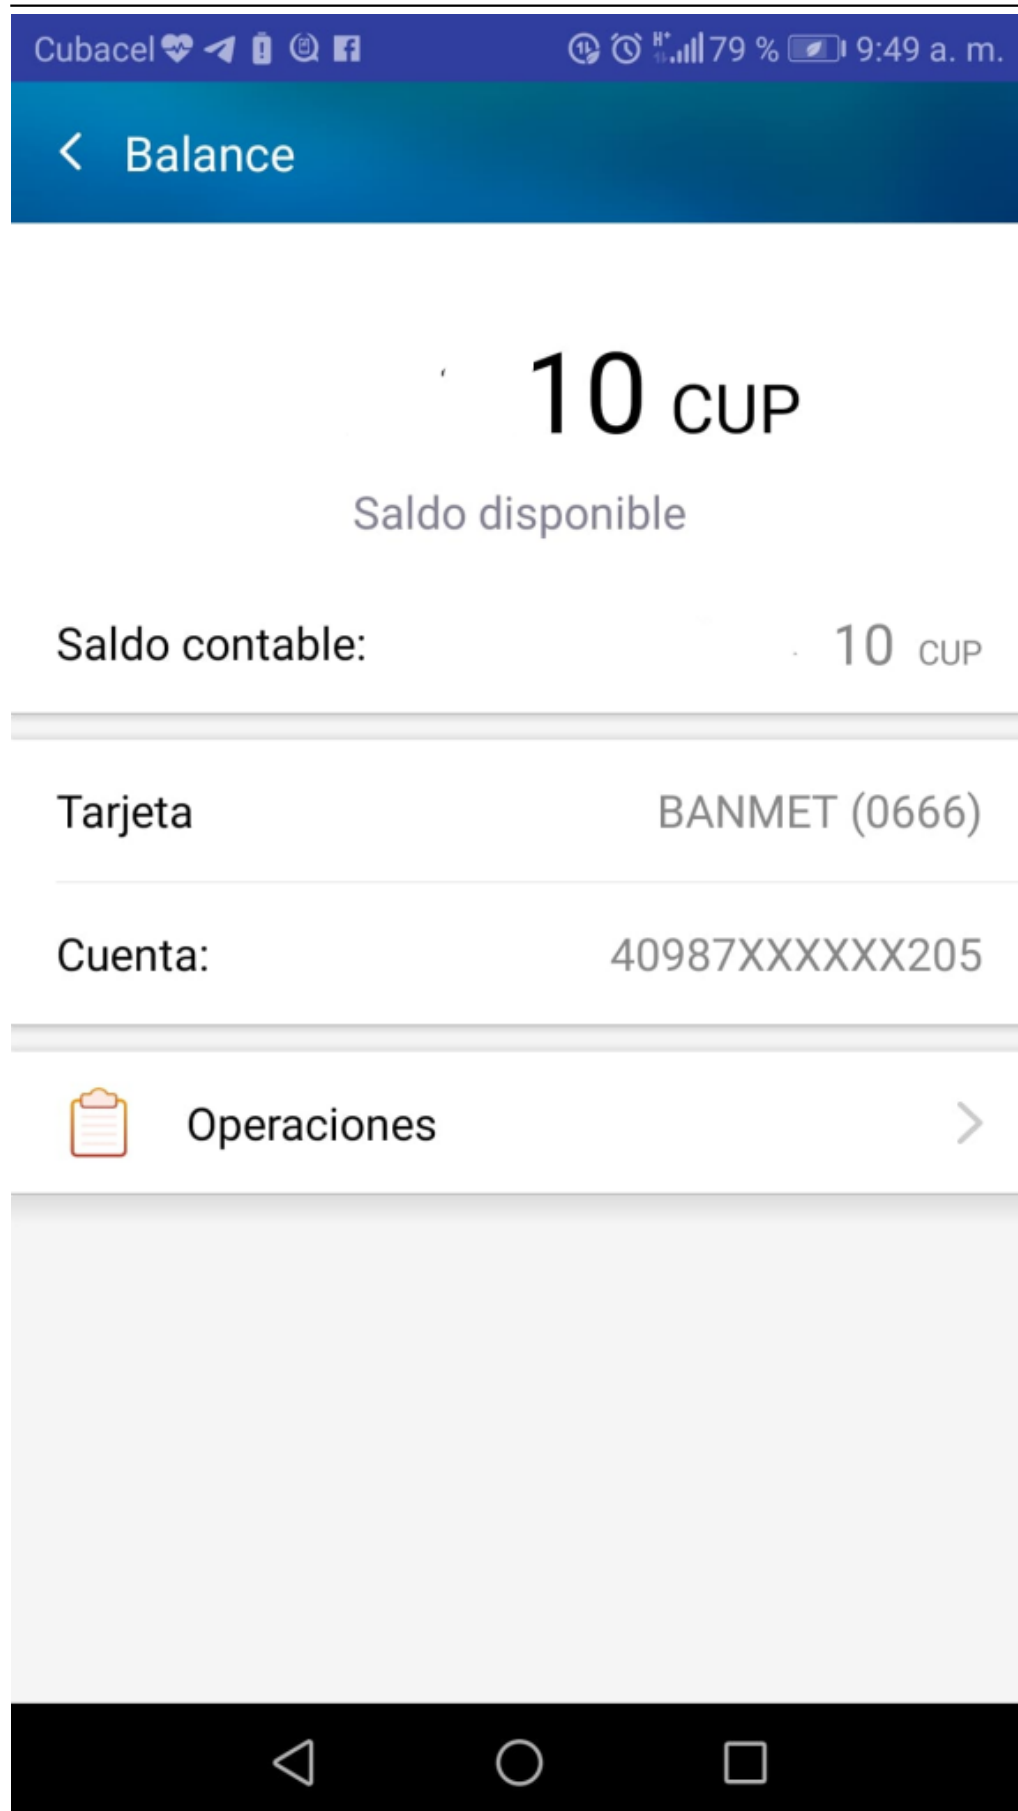 Cubacel 79 % 9:49 a. m.
Balance
10 CUP
Saldo disponible
Saldo contable: 10 CUP
Tarjeta BANMET (0666)
Cuenta: 40987XXXXXX205
Operaciones